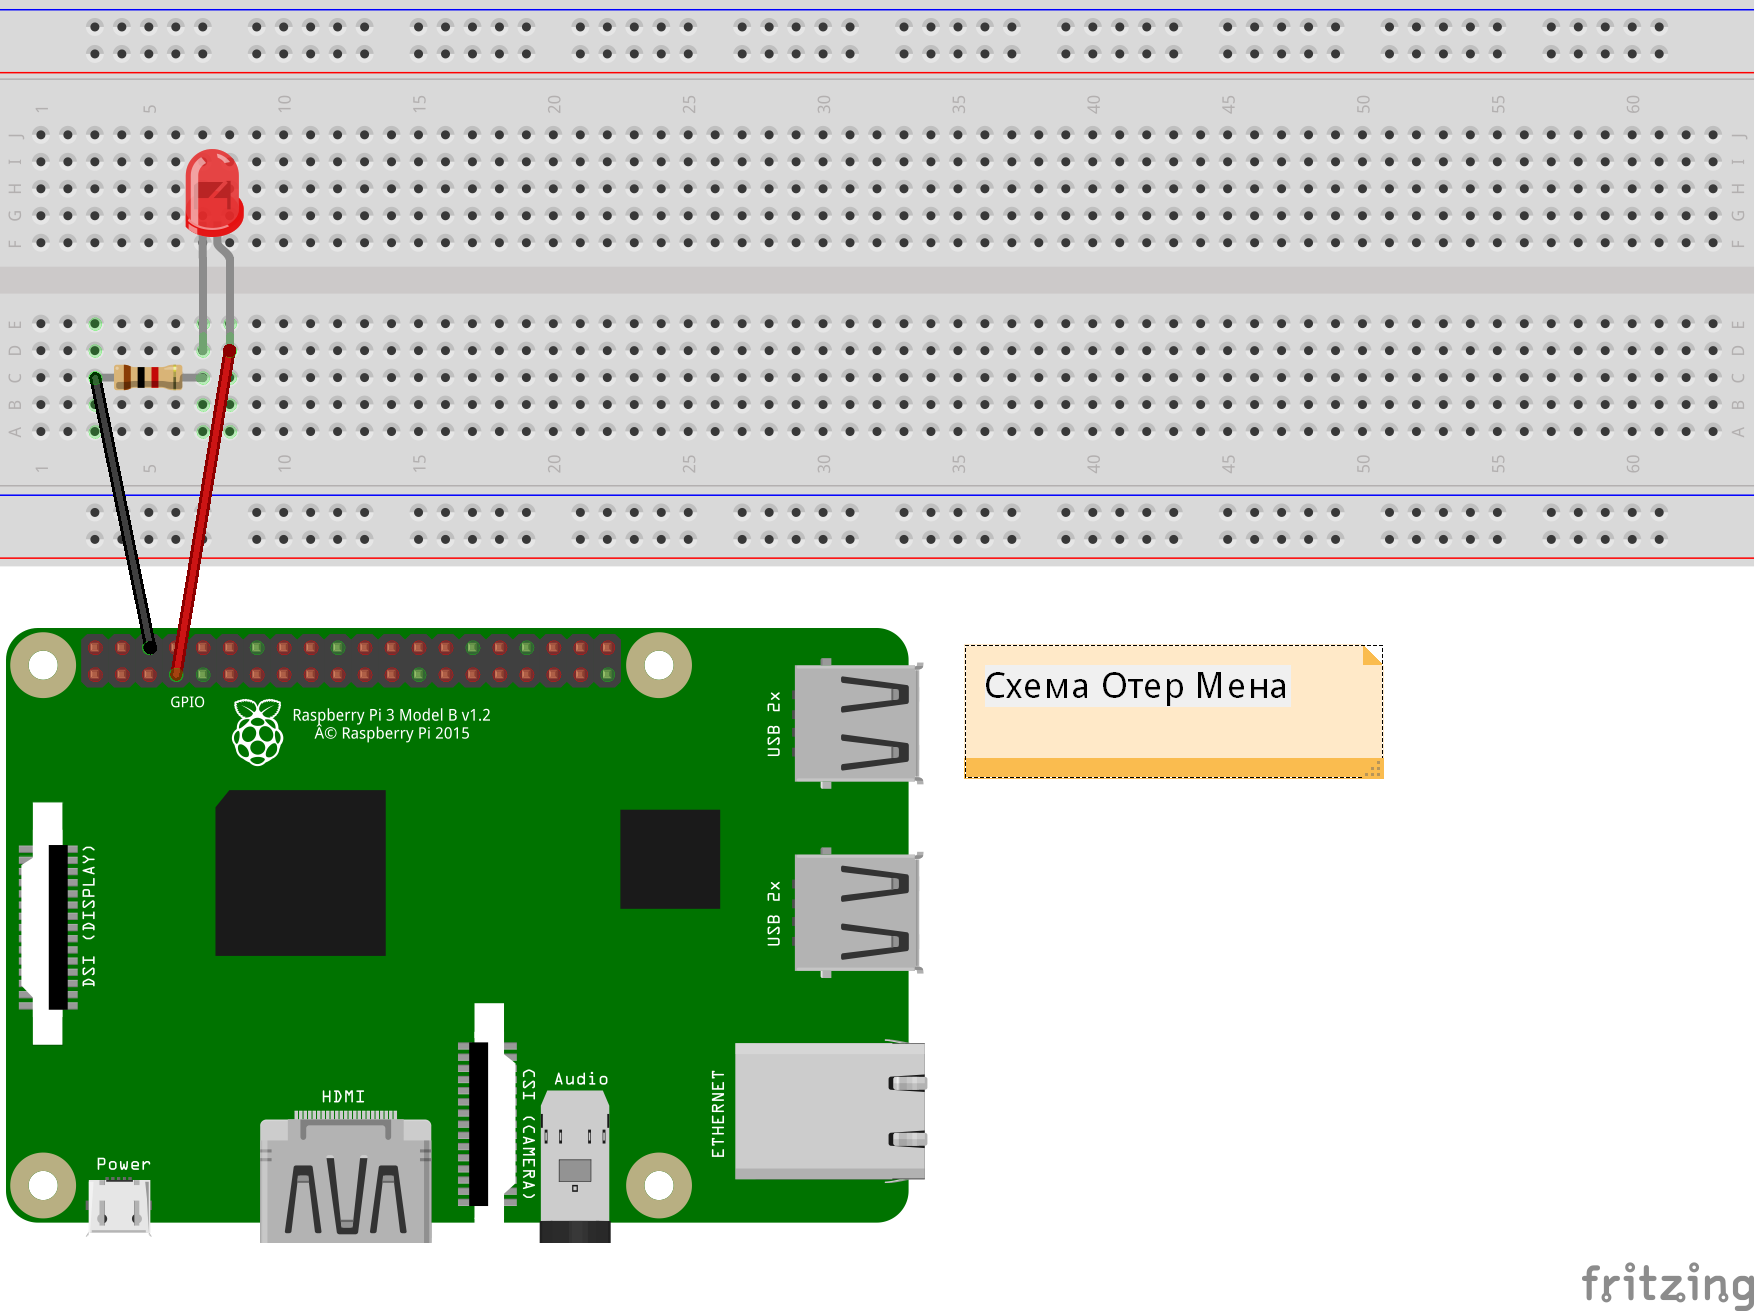 1 5 10 15 20 25 30 35 40 45 50 55 60
J J
I I
H H
G G
F F
E E
D D
C C
B B
A A
1 5 10 15 20 25 30 35 40 45 50 55 60
GPIO
Raspberry Pi 3 Model B v1.2
Â© Raspberry Pi 2015
USB 2x
Схема Отер Мена
DSI (DISPLAY)
USB 2x
HDMI
CSI (CAMERA)
Audio
ETHERNET
Power
fritzing